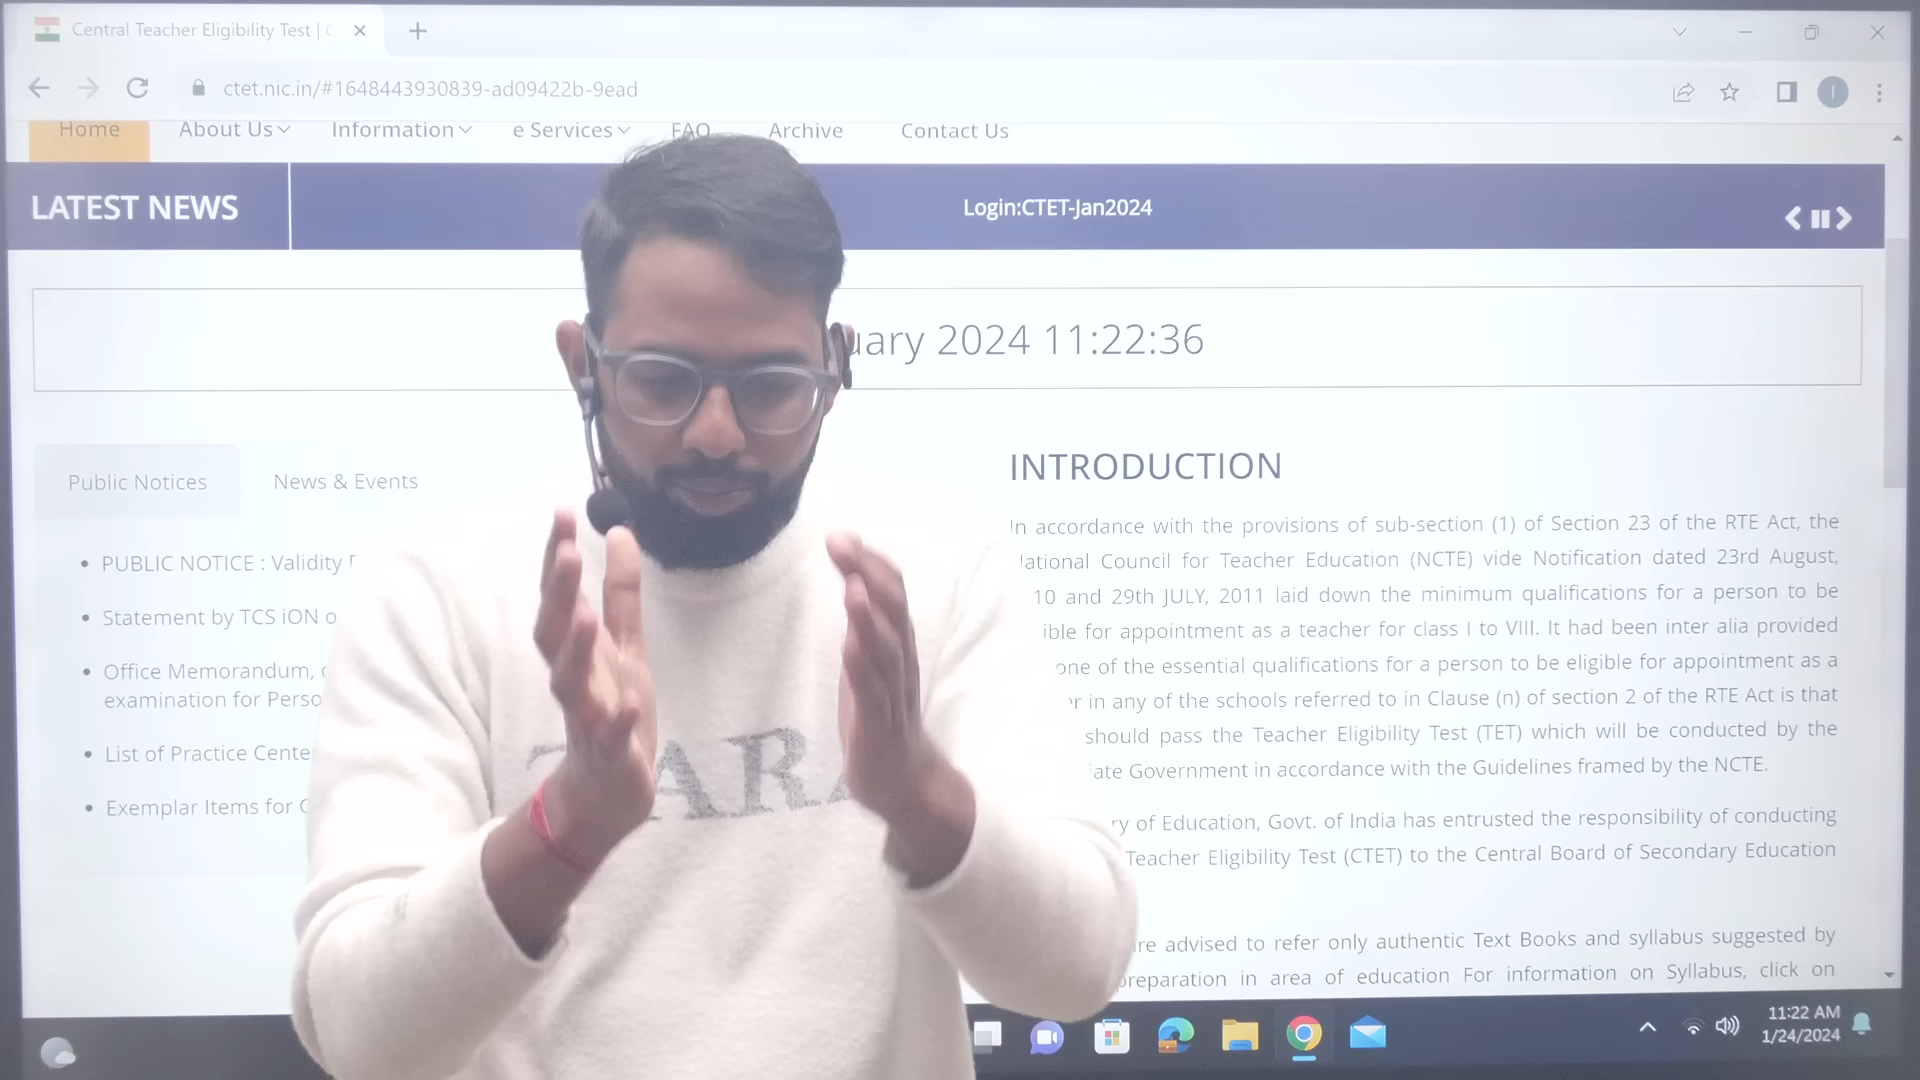 Central Teacher Eligibility Test |
ctet.nic.in/#1648443930839-ad09422b-9ead
Home About Us Information e Services FAQ Archive Contact Us
LATEST NEWS Login:CTET-Jan2024
2024 11:22:36
Public Notices News & Events
PUBLIC NOTICE : Validity
Statement by TCS iON
Office Memorandum,
examination for
List of Practice
Exemplar Items for
INTRODUCTION
In accordance with the provisions of sub-section (1) of Section 23 of the RTE Act, the
National Council for Teacher Education (NCTE) vide Notification dated 23rd August,
10 and 29th JULY, 2011 laid down the minimum qualifications for a person to be
for appointment as a teacher for class I to VIII. It had been inter alia provided
one of the essential qualifications for a person to be eligible for appointment as a
in any of the schools referred to in Clause (n) of section 2 of the RTE Act is that
should pass the Teacher Eligibility Test (TET) which will be conducted by the
Government in accordance with the Guidelines framed by the NCTE.
of Education, Govt. of India has entrusted the responsibility of conducting
Teacher Eligibility Test (CTET) to the Central Board of Secondary Education
advised to refer only authentic Text Books and syllabus suggested by
preparation in area of education For information on Syllabus, click on
11:22 AM
1/24/2024